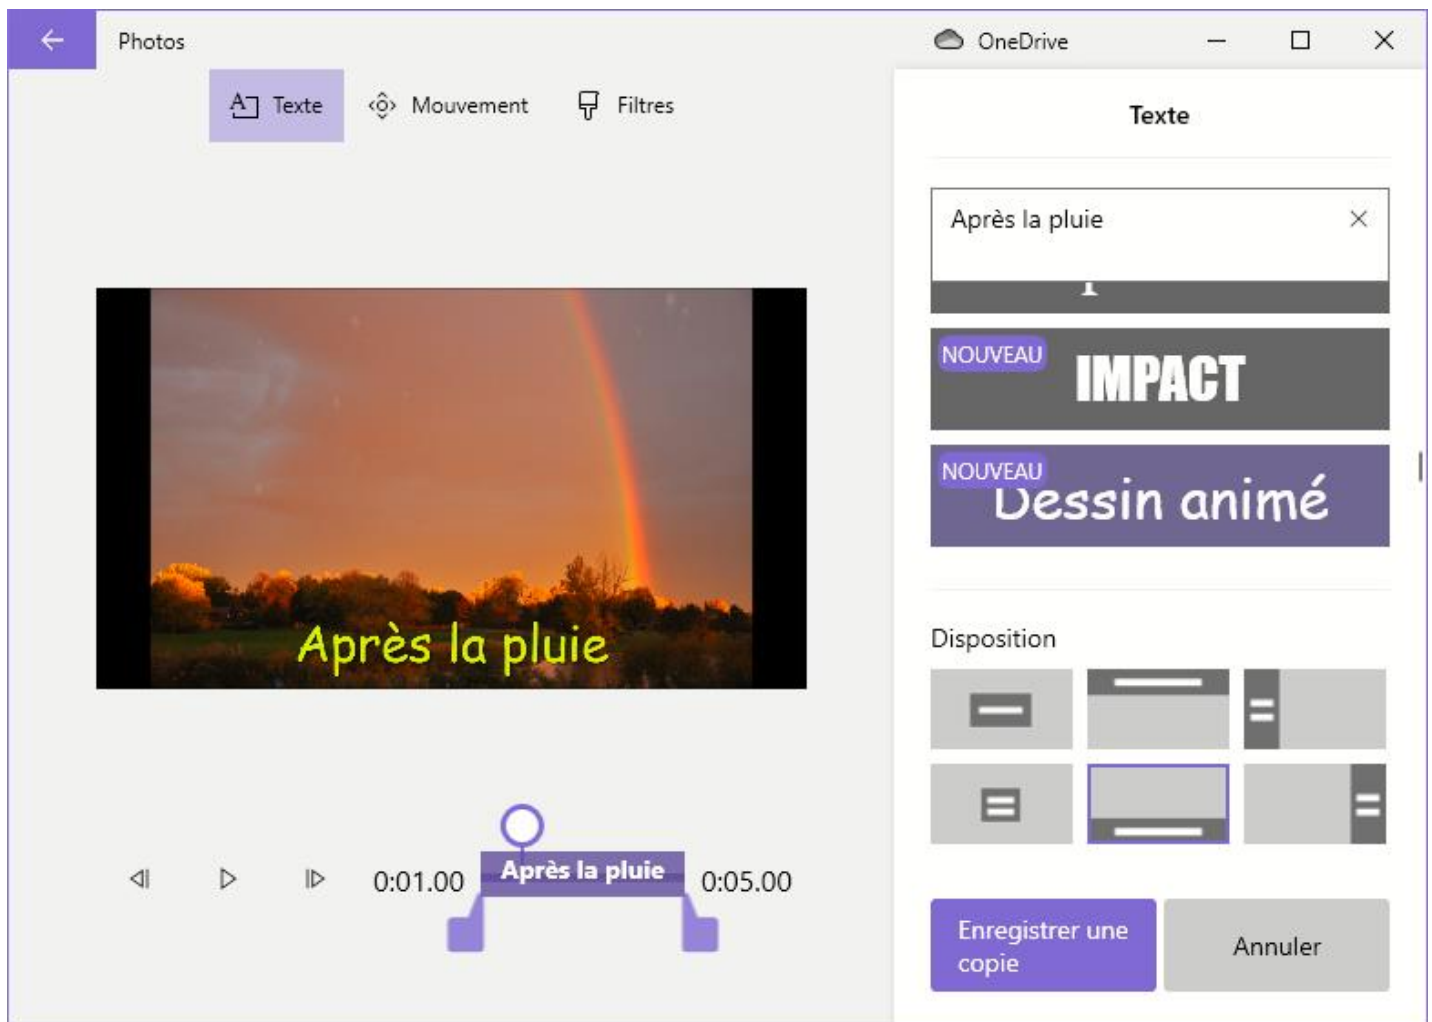 Photos
OneDrive
Texte
Mouvement
Filtres
Texte
Après la pluie
NOUVEAU
IMPACT
NOUVEAU
Dessin animé
Après la pluie
Disposition
0:01.00
Après la pluie
0:05.00
Enregistrer une
copie
Annuler